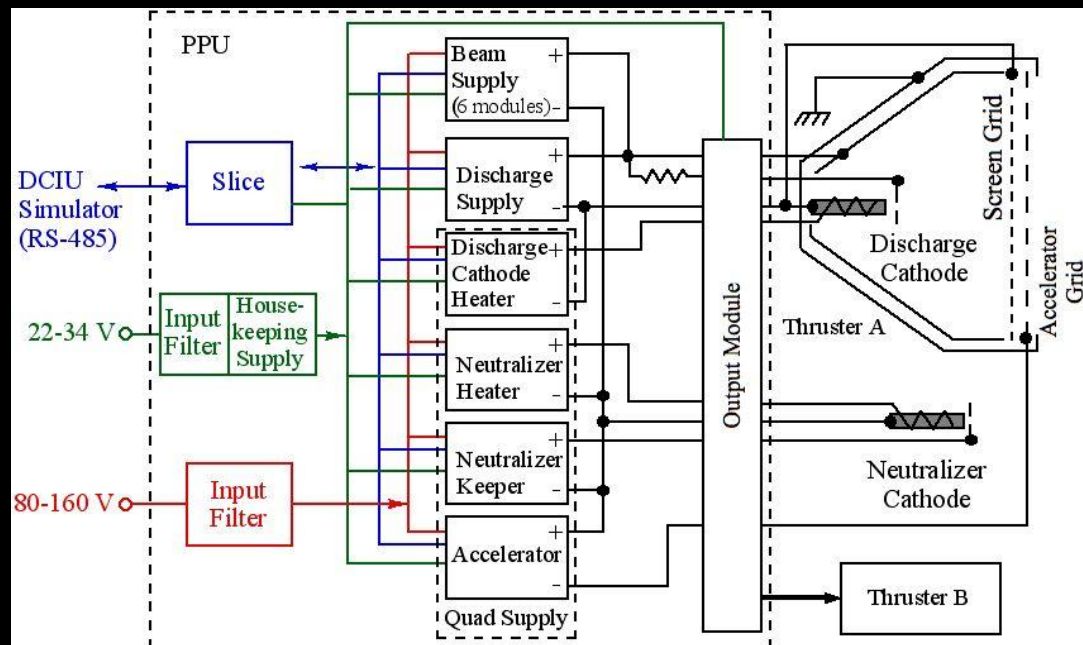 PPU
DCIU
Simulator
(RS-485)
Slice
22-34 V
Input
Filter
House-
keeping
Supply
80-160 V
Input
Filter
Beam +
Supply
(6 modules) -
+
Discharge
Supply -
Discharge +
Cathode
Heater -
+
Neutralizer
Heater -
+
Neutralizer
Keeper -
+
Accelerator
-
Quad Supply
Output Module
Screen Grid
Accelerator
Grid
Discharge
Cathode
Thruster A
Neutralizer
Cathode
Thruster B